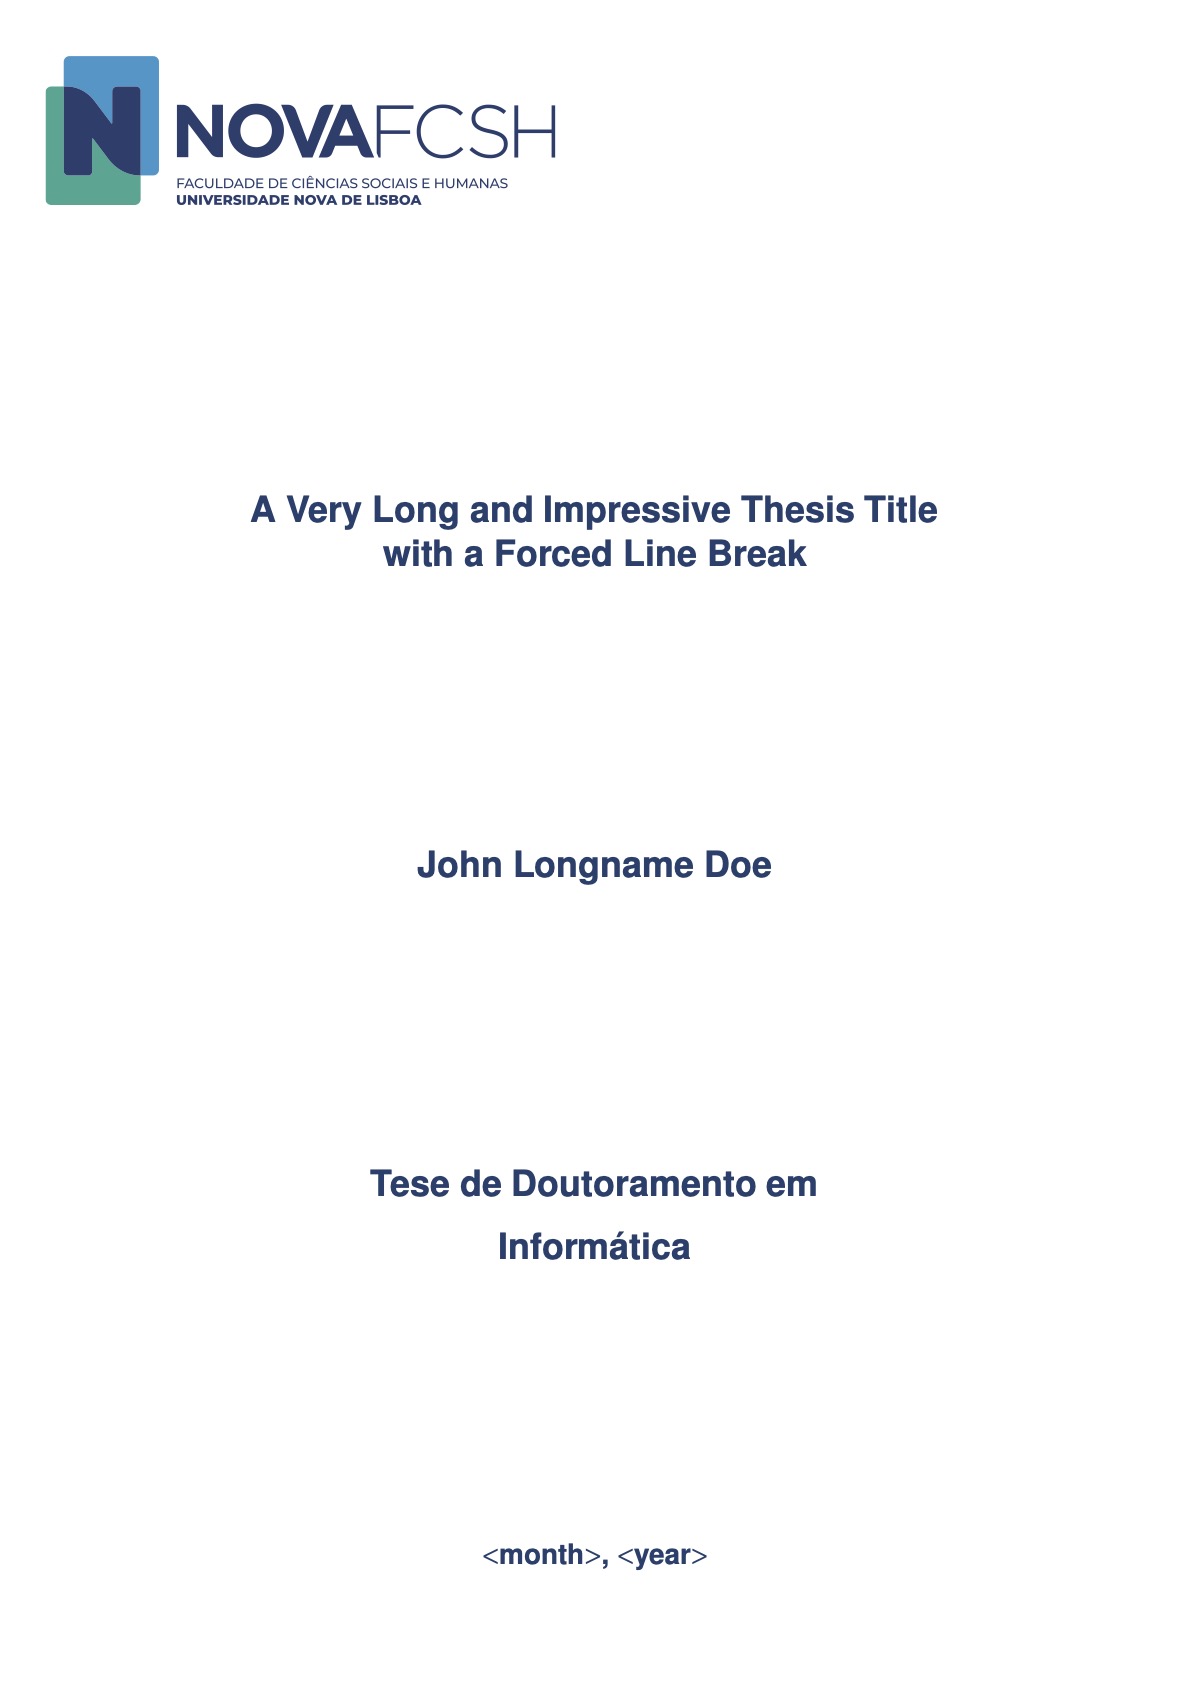 N NOVAFCSH
FACULDADE DE CIÊNCIAS SOCIAIS E HUMANAS
UNIVERSIDADE NOVA DE LISBOA
A Very Long and Impressive Thesis Title
with a Forced Line Break
John Longname Doe
Tese de Doutoramento em
Informática
<month>, <year>